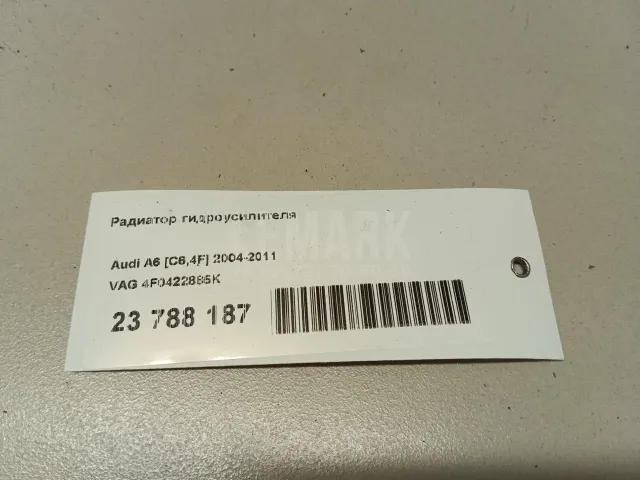 Радиатор гидроусилителя
Audi A6 [C6,4F] 2004-2011
VAG 4F0422885K
23 788 187